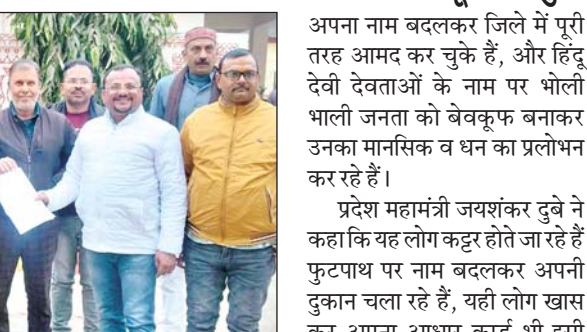 अपना नाम बदलकर जिले में पूरी
तरह आमद कर चुके हैं, और हिंदू
देवी देवताओं के नाम पर भोली
भाली जनता को बेवकूफ बनाकर
उनका मानसिक व धन का प्रलोभन
कर रहे हैं।
प्रदेश महामंत्री जयशंकर दुबे ने
कहा कि यह लोग कट्टर होते जा रहे हैं
फुटपाथ पर नाम बदलकर अपनी
दुकान चला रहे हैं, यही लोग खास